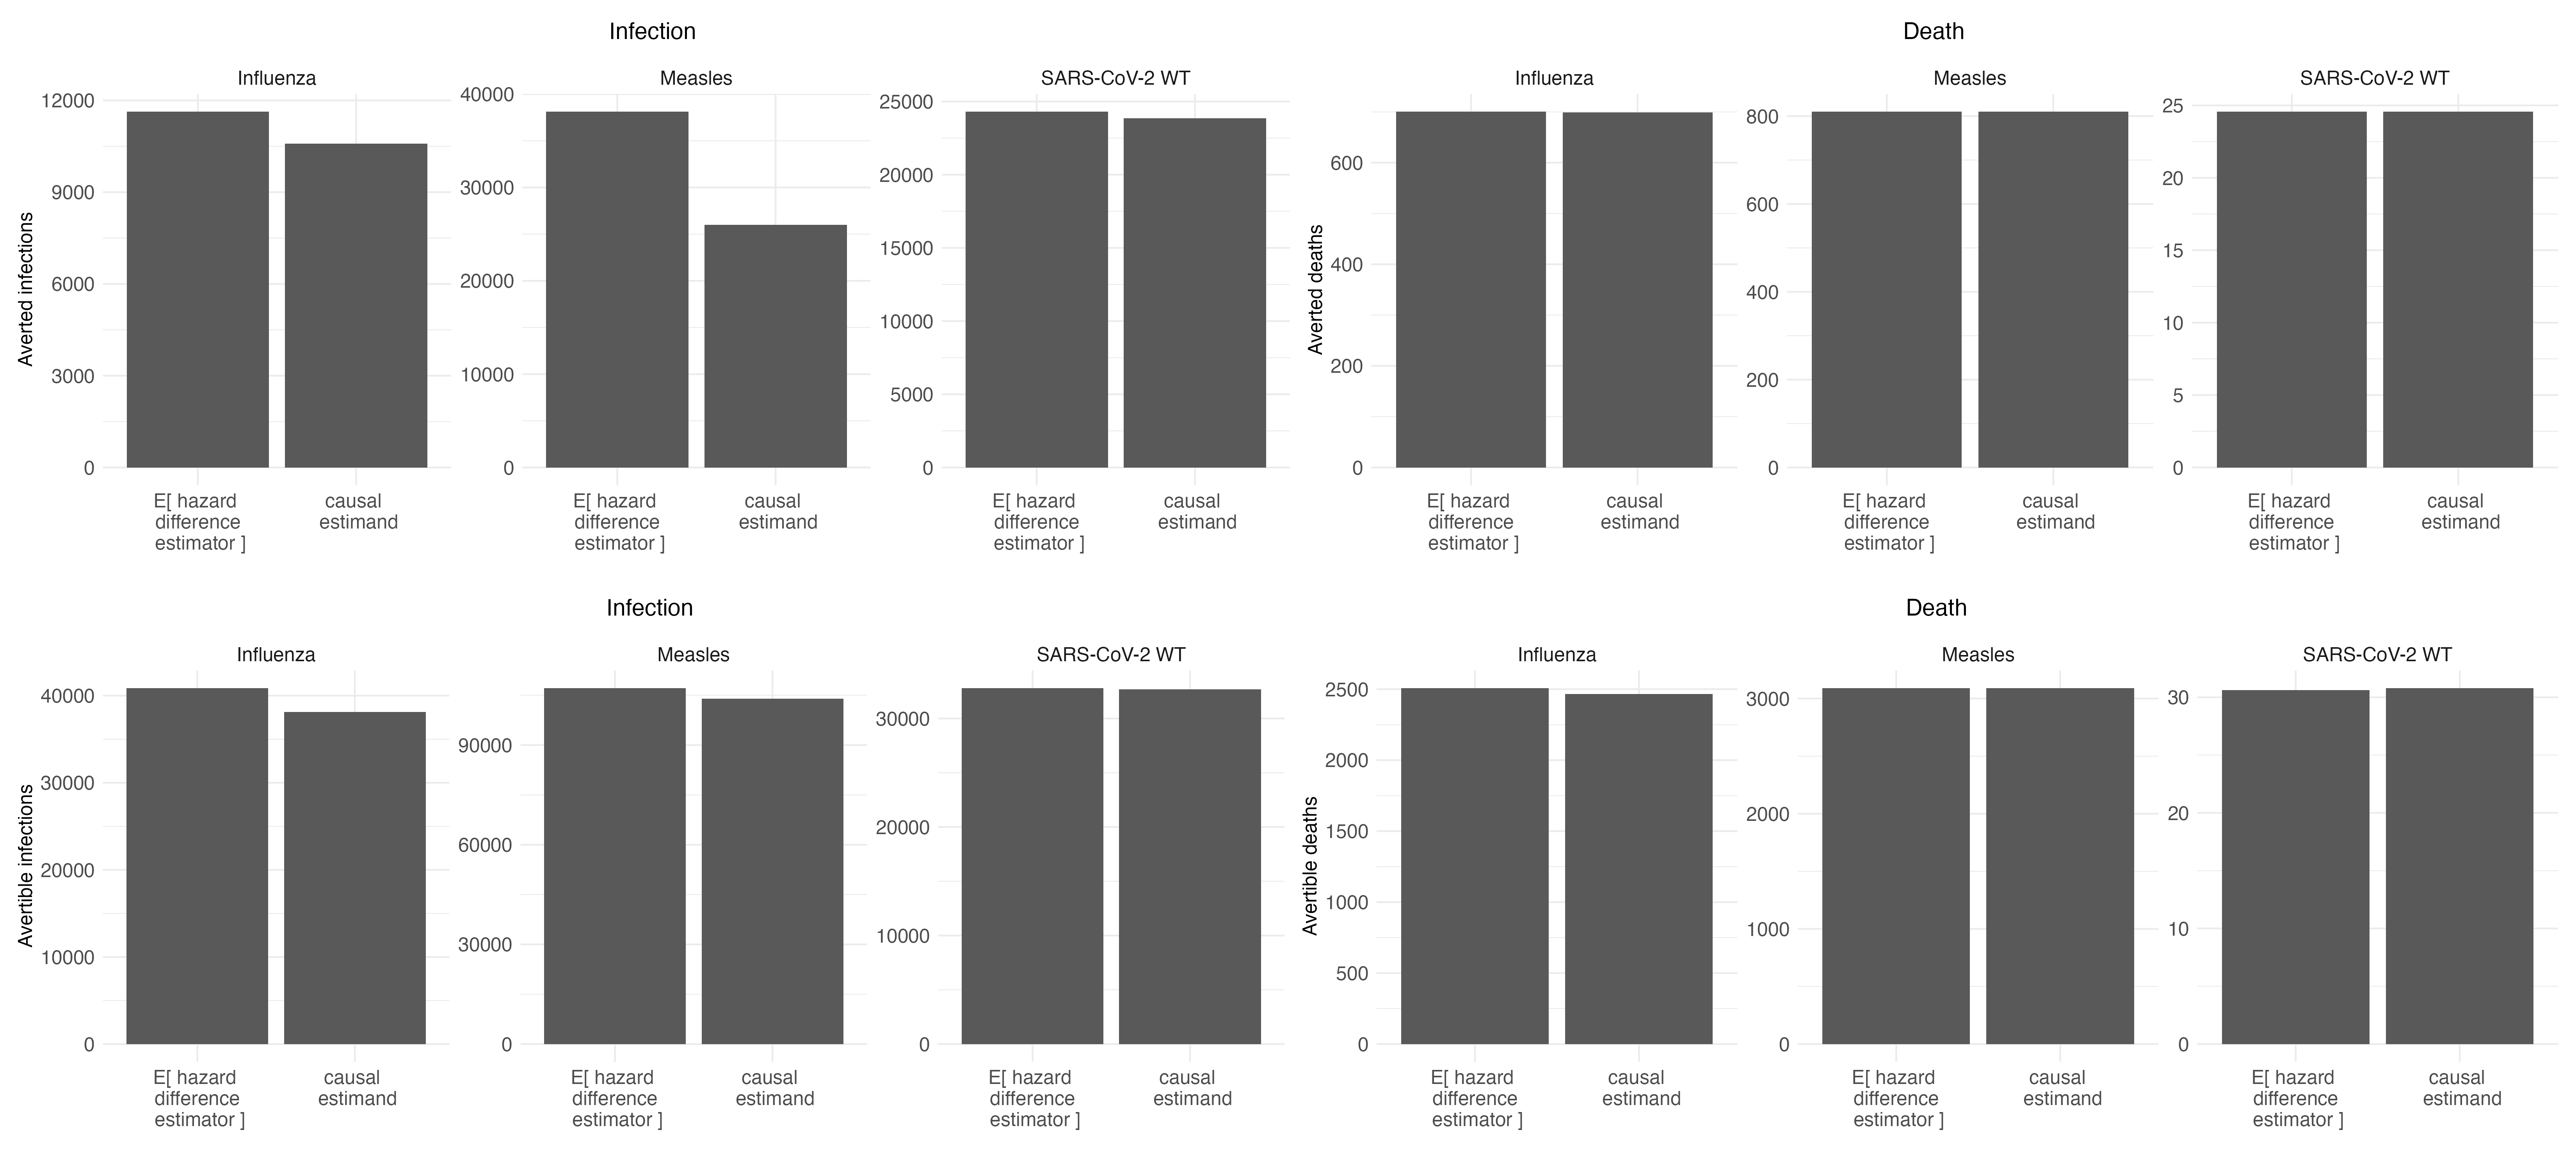 Infection
Death
Influenza
Measles
SARS-CoV-2 WT
Influenza
Measles
SARS-CoV-2 WT
Averted infections
12000
9000
6000
3000
0
40000
30000
20000
10000
0
25000
20000
15000
10000
5000
0
Averted deaths
600
400
200
0
800
600
400
200
0
25
20
15
10
5
0
E[ hazard
difference
estimator ]
causal
estimand
E[ hazard
difference
estimator ]
causal
estimand
E[ hazard
difference
estimator ]
causal
estimand
E[ hazard
difference
estimator ]
causal
estimand
E[ hazard
difference
estimator ]
causal
estimand
E[ hazard
difference
estimator ]
causal
estimand
Infection
Death
Influenza
Measles
SARS-CoV-2 WT
Influenza
Measles
SARS-CoV-2 WT
Avertible infections
40000
30000
20000
10000
0
90000
60000
30000
0
30000
20000
10000
0
Avertible deaths
2500
2000
1500
1000
500
0
3000
2000
1000
0
30
20
10
0
E[ hazard
difference
estimator ]
causal
estimand
E[ hazard
difference
estimator ]
causal
estimand
E[ hazard
difference
estimator ]
causal
estimand
E[ hazard
difference
estimator ]
causal
estimand
E[ hazard
difference
estimator ]
causal
estimand
E[ hazard
difference
estimator ]
causal
estimand